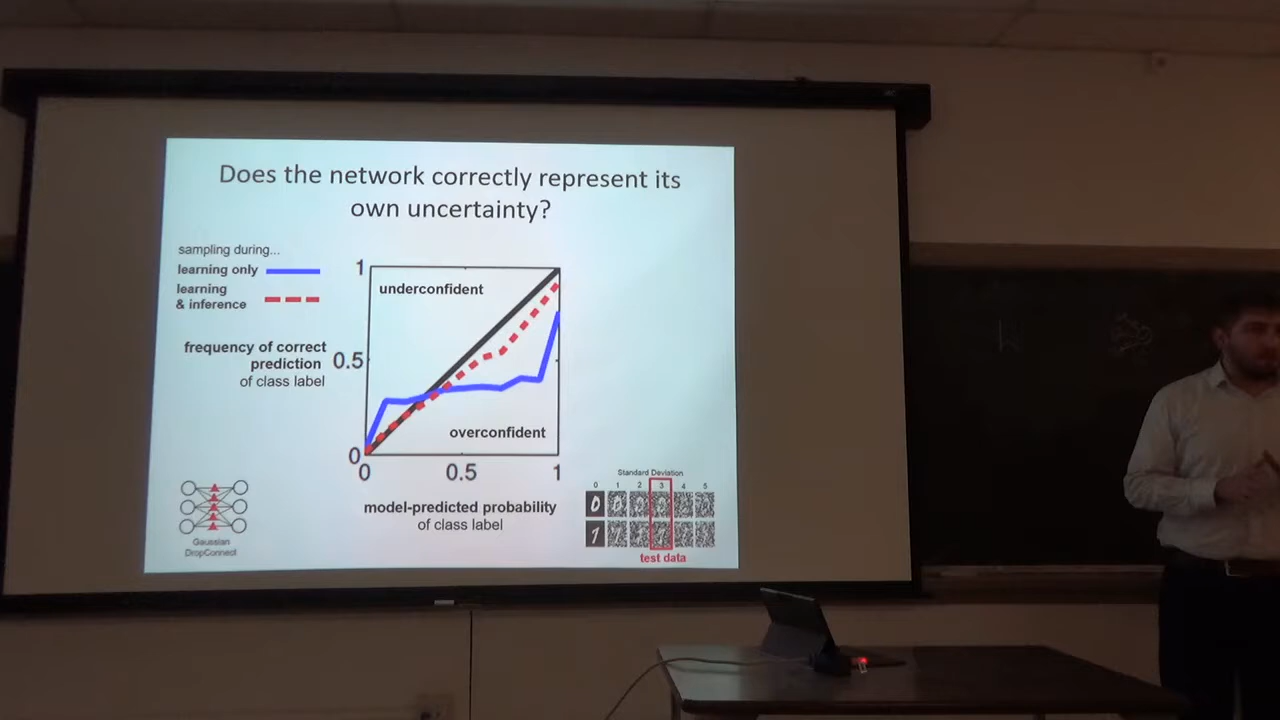 Does the network correctly represent its
own uncertainty?
sampling during...
learning only
learning
& inference
frequency of correct
prediction
of class label
1
0.5
0
underconfident
overconfident
0 0.5 1
model-predicted probability
of class label
Gaussian
DropConnect
Standard Deviation
0 1 2 3 4 5
test data